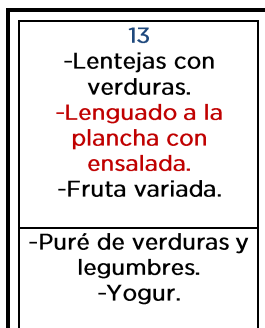 13
-Lentejas con
verduras.
-Lenguado a la
plancha con
ensalada.
-Fruta variada.
-Puré de verduras y
legumbres.
-Yogur.